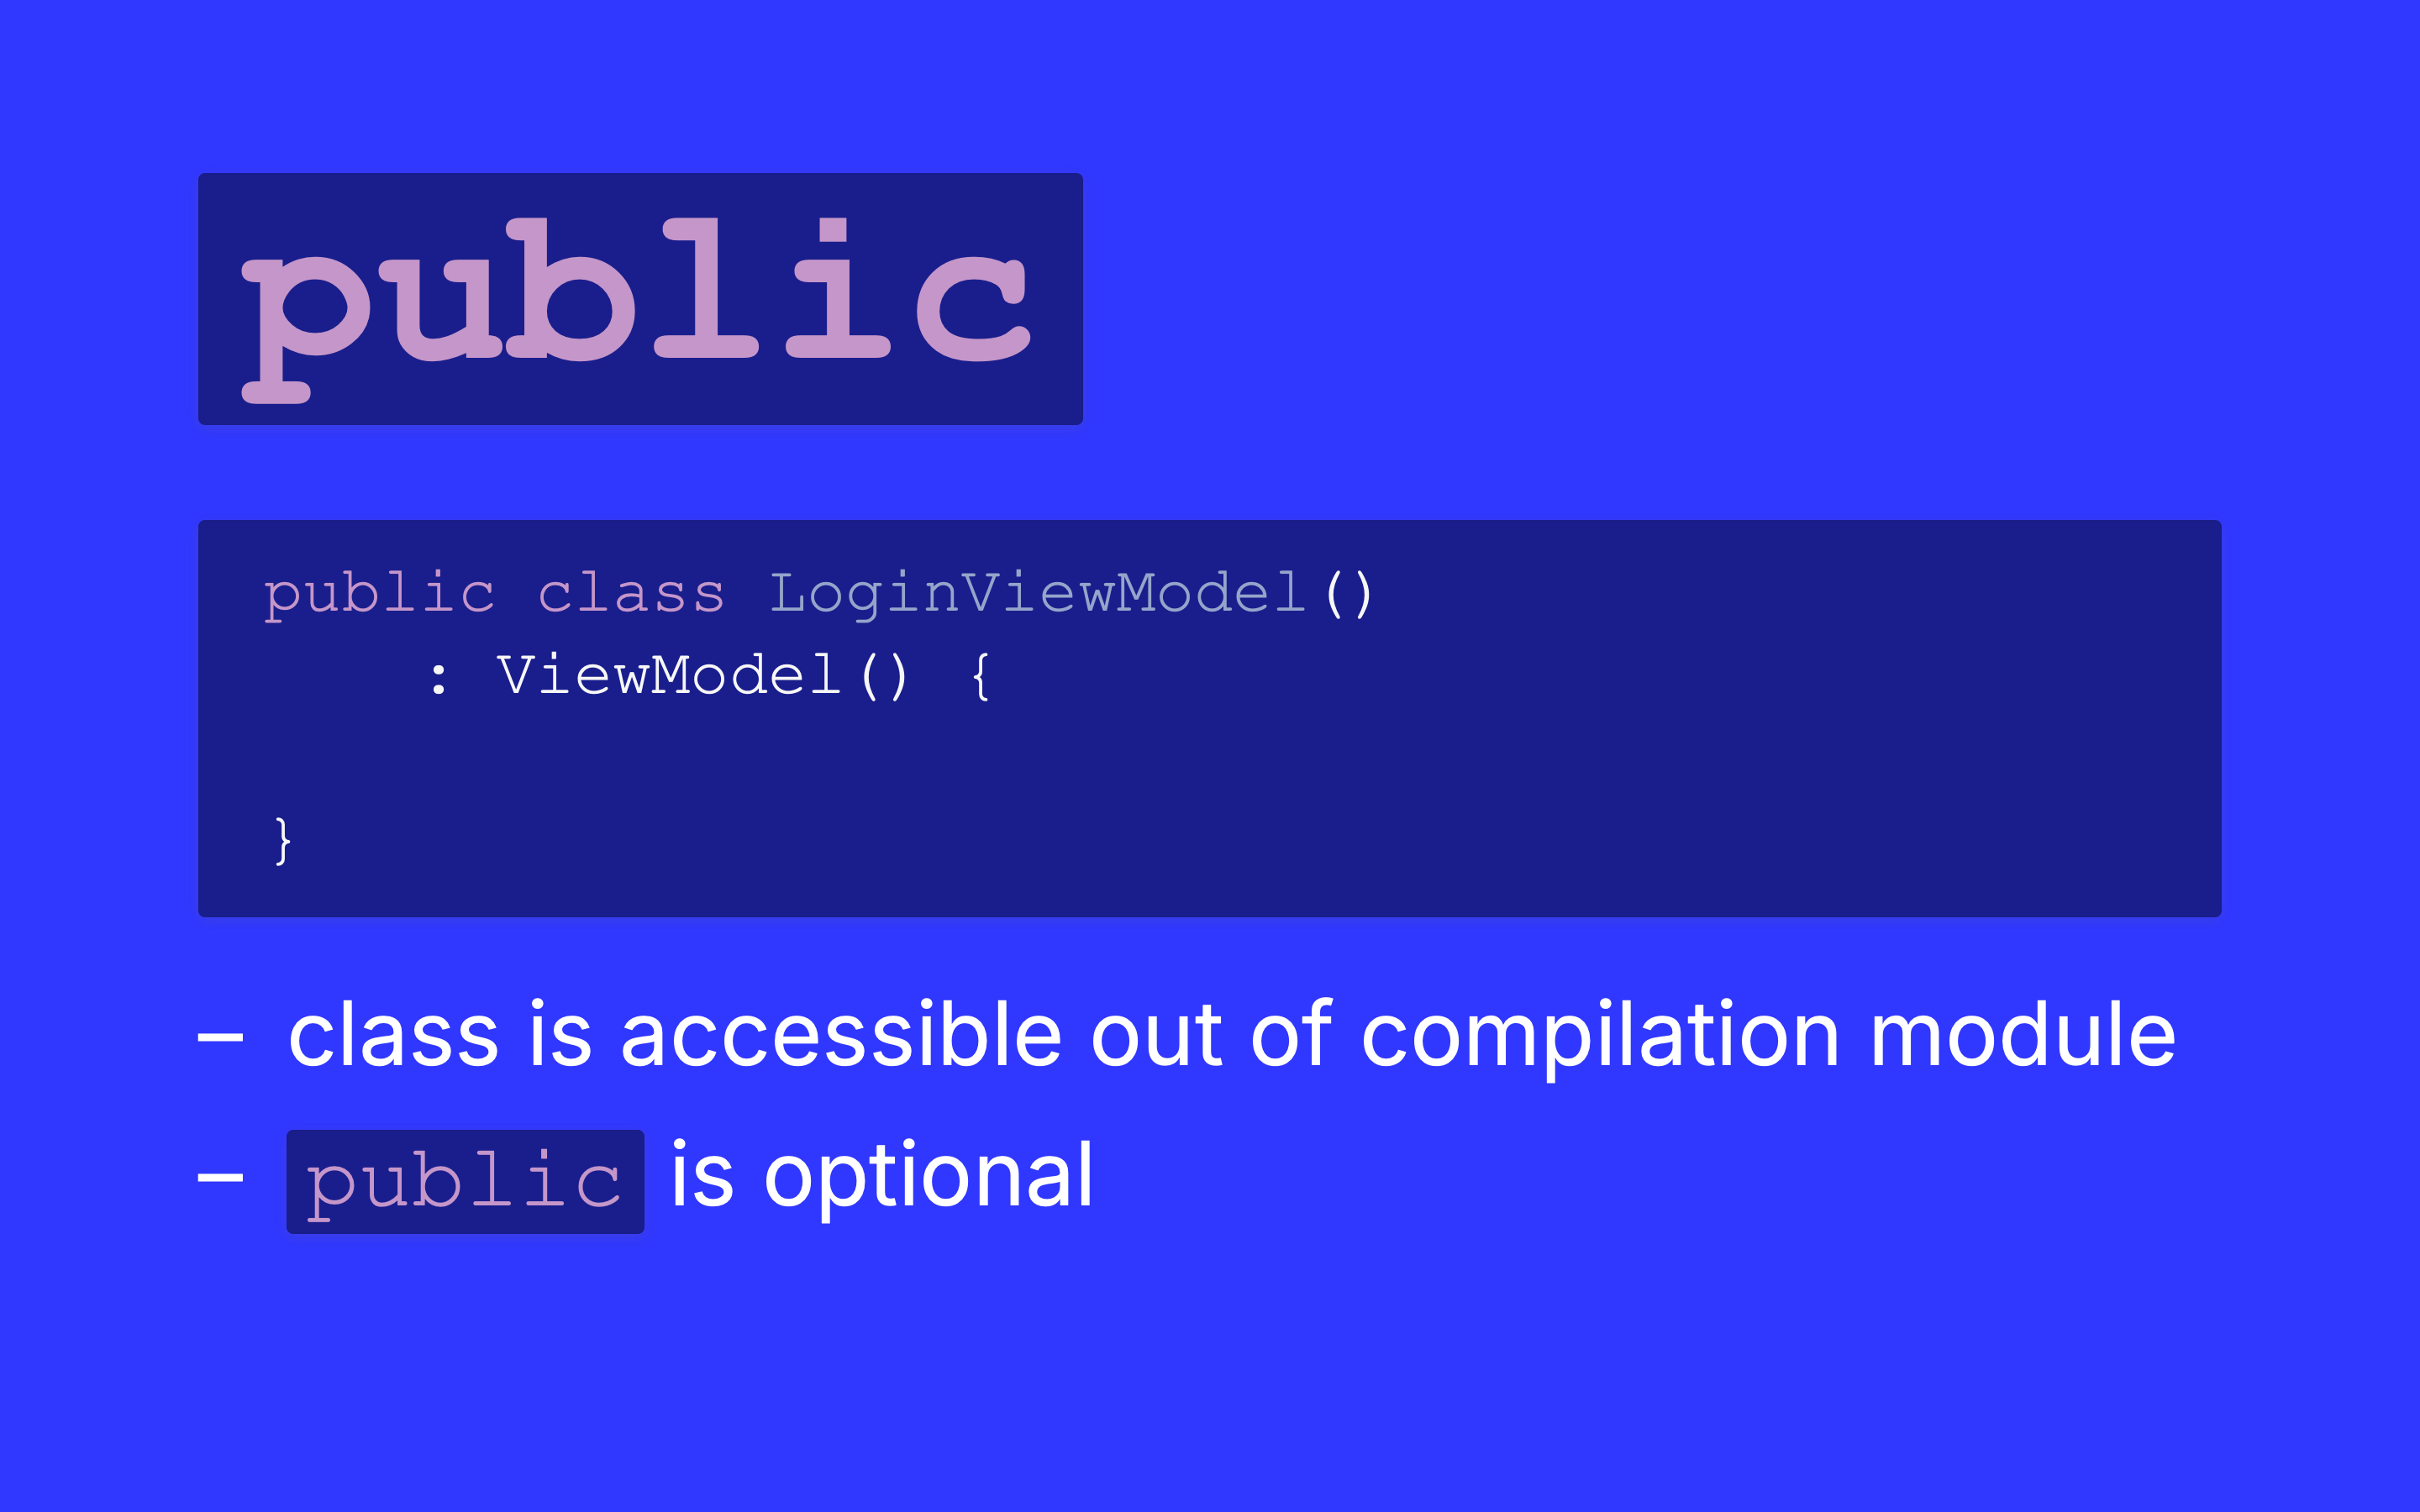 public
public class LoginViewModel()
    : ViewModel() {
}
– class is accessible out of compilation module
– public is optional